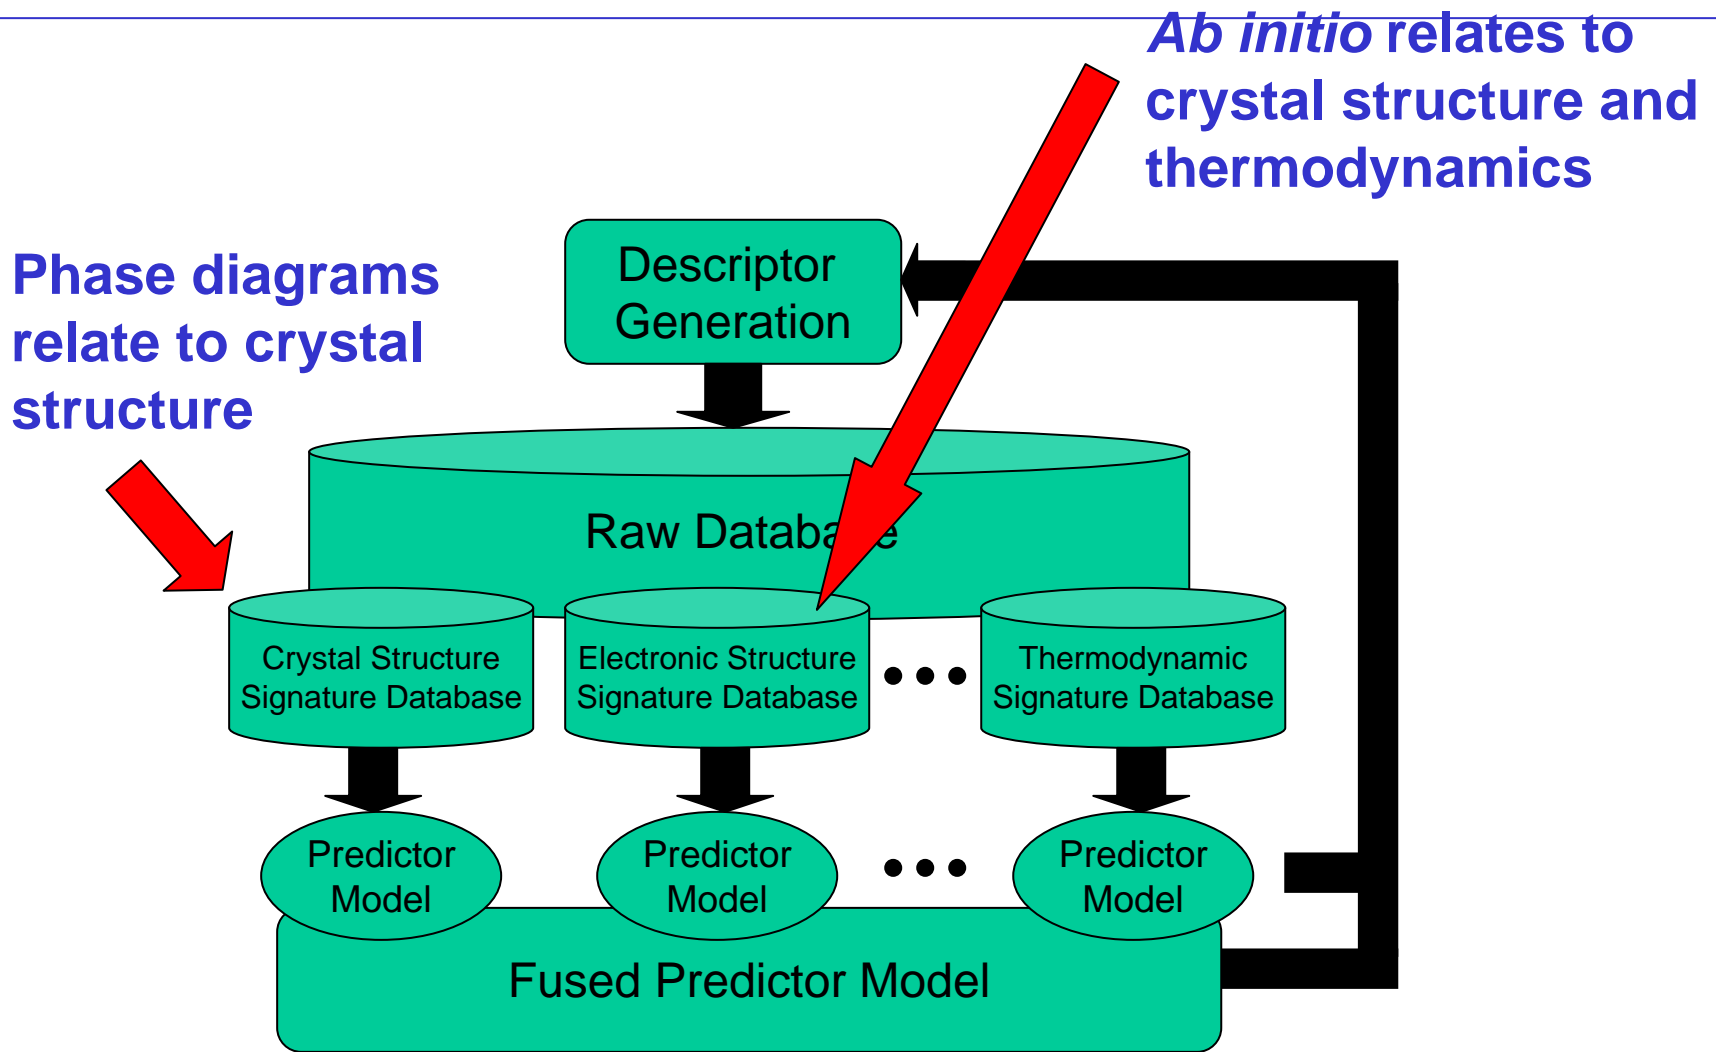 Ab initio relates to
crystal structure and
thermodynamics
Phase diagrams
relate to crystal
structure
Descriptor
Generation
Raw Database
Crystal Structure
Signature Database
Electronic Structure
Signature Database
Thermodynamic
Signature Database
Predictor
Model
Predictor
Model
Predictor
Model
Fused Predictor Model